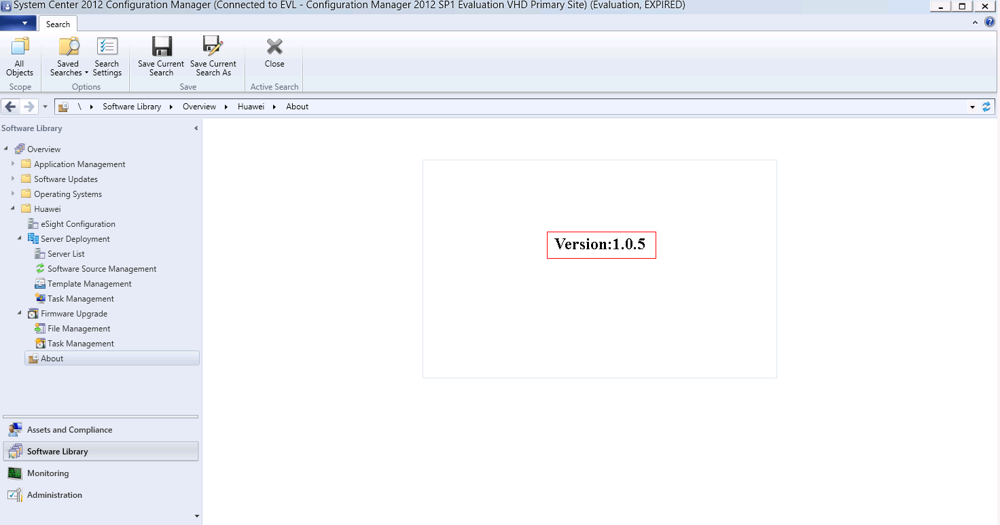 System Center 2012 Configuration Manager (Connected to EVL - Configuration Manager 2012 SP1 Evaluation VHD Primary Site) (Evaluation, EXPIRED)
Search
All
Objects
Saved
Searches
Search
Settings
Save Current
Search
Save Current
Search As
Close
Scope
Options
Save
Active Search
\ Software Library Overview Huawei About
Software Library
Overview
Application Management
Software Updates
Operating Systems
Huawei
eSight Configuration
Server Deployment
Server List
Software Source Management
Template Management
Task Management
Firmware Upgrade
File Management
Task Management
About
Version:1.0.5
Assets and Compliance
Software Library
Monitoring
Administration